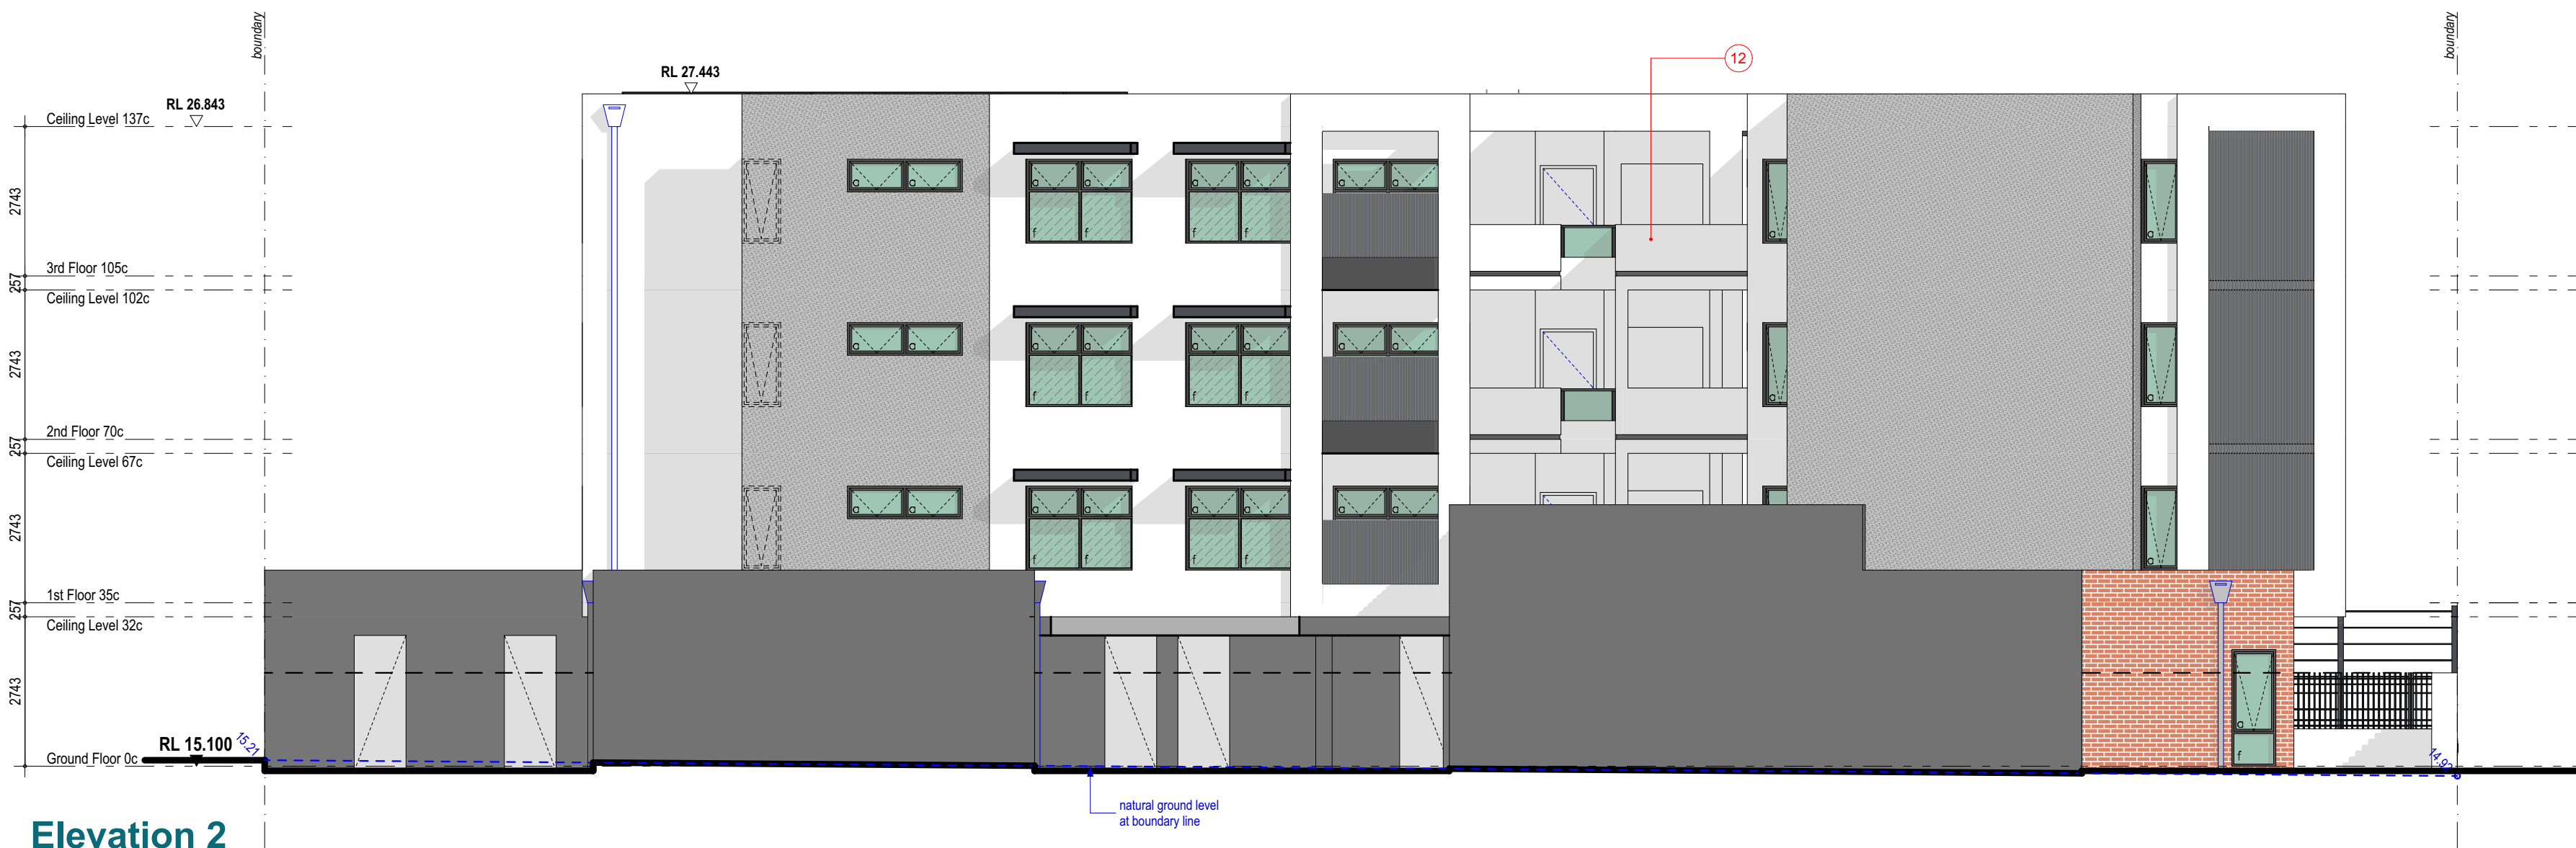 boundary
boundary
RL 27.443
12
RL 26.843
Ceiling Level 137c
2743
3rd Floor 105c
257
Ceiling Level 102c
2743
2nd Floor 70c
257
Ceiling Level 67c
2743
1st Floor 35c
257
Ceiling Level 32c
2743
RL 15.100
15.21
Ground Floor 0c
a a a a a a a a a a
f f f f
a a a a a a a a a a
f f f f
a a a a a a a a a
f f f f
a
f
14.92
natural ground level
at boundary line
Elevation 2